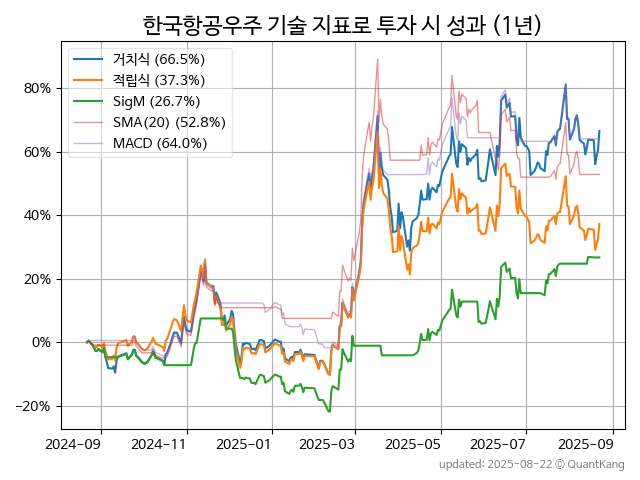 한국항공우주 기술 지표로 투자 시 성과 (1년)
거치식 (66.5%)
적립식 (37.3%)
SigM (26.7%)
SMA(20) (52.8%)
MACD (64.0%)
80%
60%
40%
20%
0%
−20%
2024-09 2024-11 2025-01 2025-03 2025-05 2025-07 2025-09
updated: 2025-08-22 © QuantKang